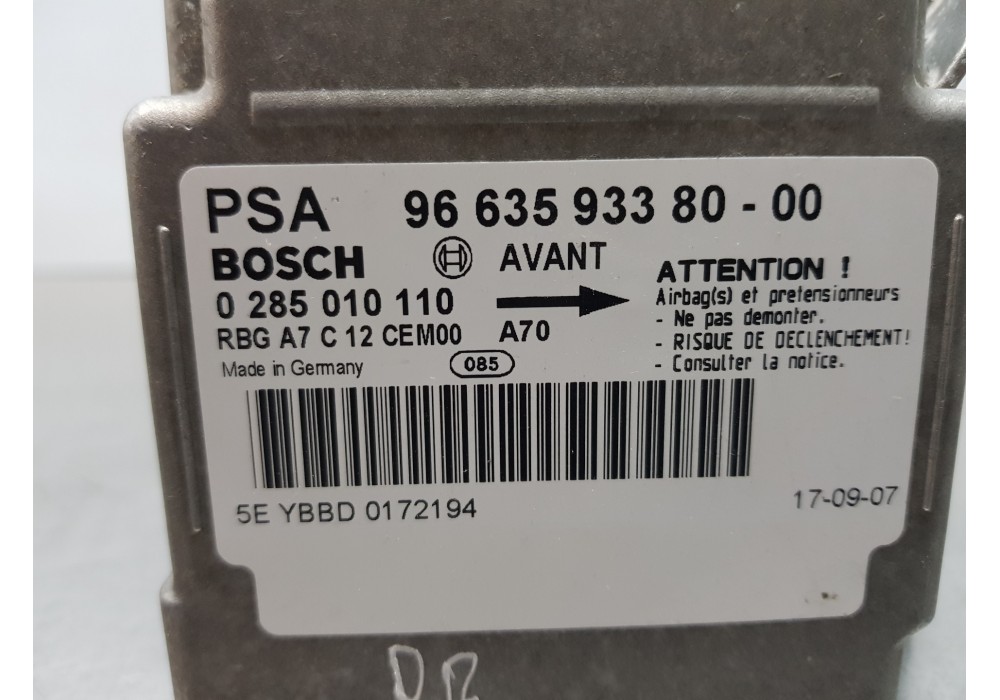 PSA 96 635 933 80 - 00
BOSCH AVANT
0 285 010 110
RBG A7 C 12 CEM00 A70
Made in Germany 085
ATTENTION !
Airbag(s) et pretensionneurs
- Ne pas demonter.
- RISQUE DE DECLENCHEMENT!
- Consulter la notice.
5E YBBD 0172194
17-09-07